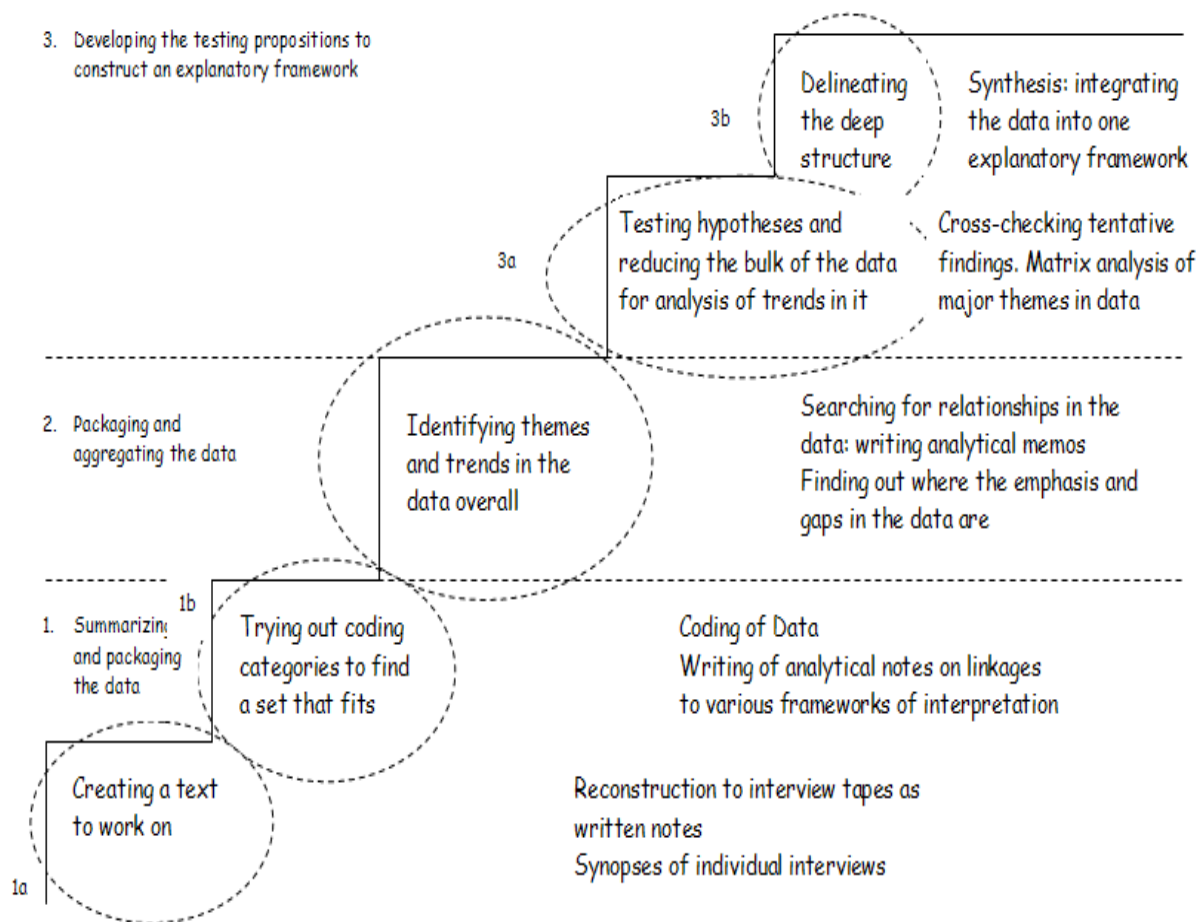 3. Developing the testing propositions to
construct an explanatory framework
3b
Delineating
the deep
structure
Synthesis: integrating
the data into one
explanatory framework
3a
Testing hypotheses and
reducing the bulk of the data
for analysis of trends in it
Cross-checking tentative
findings. Matrix analysis of
major themes in data
2. Packaging and
aggregating the data
Identifying themes
and trends in the
data overall
Searching for relationships in the
data: writing analytical memos
Finding out where the emphasis and
gaps in the data are
1b
1. Summarizing
and packaging
the data
Trying out coding
categories to find
a set that fits
Coding of Data
Writing of analytical notes on linkages
to various frameworks of interpretation
Creating a text
to work on
Reconstruction to interview tapes as
written notes
Synopses of individual interviews
1a